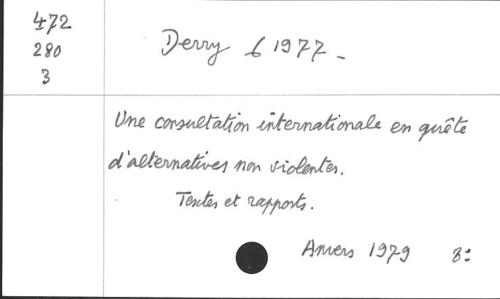 472
280
3
Derry 6 1977 -
Une consultation internationale en quête
d'alternatives non violentes.
Textes et rapports.
Anvers 1979 8: